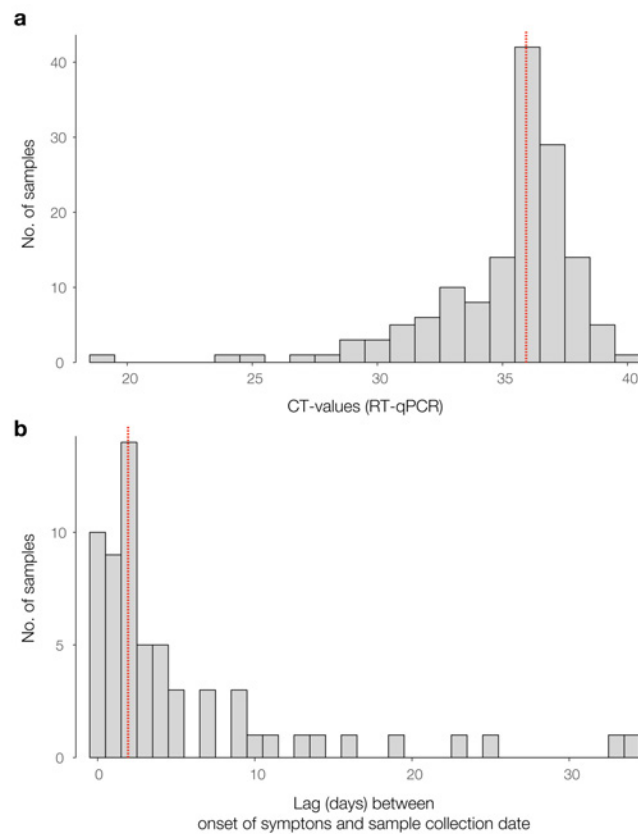 a
40
30
20
10
0
No. of samples
20 25 30 35 40
CT-values (RT-qPCR)
b
10
5
0
No. of samples
0 10 20 30
Lag (days) between
onset of symptons and sample collection date